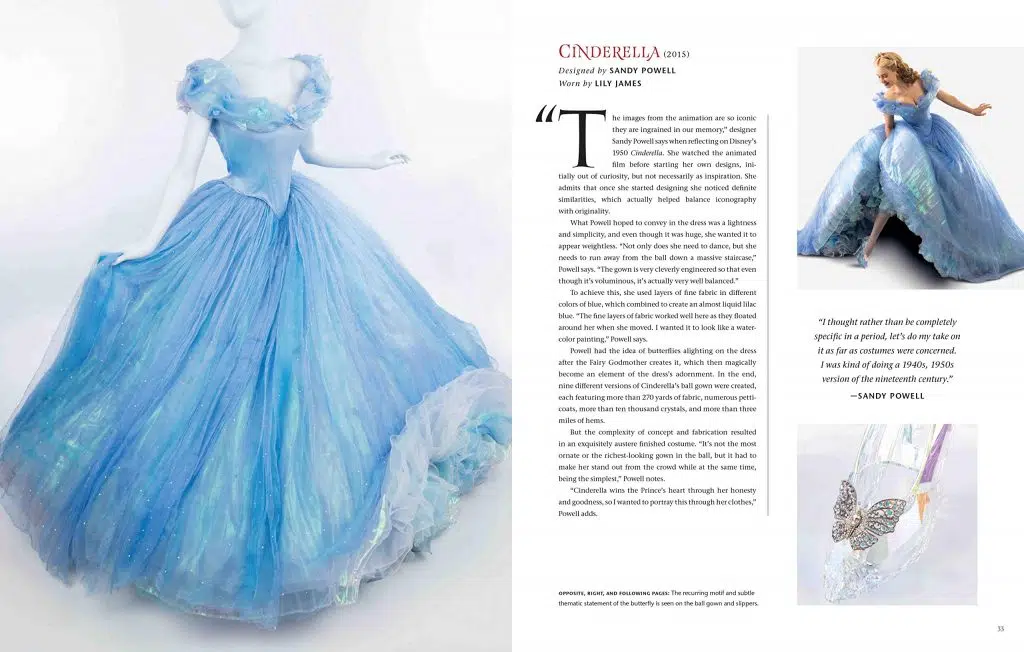 CINDERELLA (2015)
Designed by SANDY POWELL
Worn by LILY JAMES
“The images from the animation are so iconic
they are ingrained in our memory,” designer
Sandy Powell says when reflecting on Disney’s
1950 Cinderella. She watched the animated
film before starting her own designs, ini-
tially out of curiosity, but not necessarily as inspiration. She
admits that once she started designing she noticed definite
similarities, which actually helped balance iconography
with originality.
What Powell hoped to convey in the dress was a lightness
and simplicity, and even though it was huge, she wanted it to
appear weightless. “Not only does she need to dance, but she
needs to run away from the ball down a massive staircase,”
Powell says. “The gown is very cleverly engineered so that even
though it’s voluminous, it’s actually very well balanced.”
To achieve this, she used layers of fine fabric in different
colors of blue, which combined to create an almost liquid lilac
blue. “The fine layers of fabric worked well here as they floated
around her when she moved. I wanted it to look like a water-
color painting,” Powell says.
Powell had the idea of butterflies alighting on the dress
after the Fairy Godmother creates it, which then magically
become an element of the dress’s adornment. In the end,
nine different versions of Cinderella’s ball gown were created,
each featuring more than 270 yards of fabric, numerous petti-
coats, more than ten thousand crystals, and more than three
miles of hems.
But the complexity of concept and fabrication resulted
in an exquisitely austere finished costume. “It’s not the most
ornate or the richest-looking gown in the ball, but it had to
make her stand out from the crowd while at the same time,
being the simplest,” Powell notes.
“Cinderella wins the Prince’s heart through her honesty
and goodness, so I wanted to portray this through her clothes,”
Powell adds.
OPPOSITE, RIGHT, AND FOLLOWING PAGES: The recurring motif and subtle
thematic statement of the butterfly is seen on the ball gown and slippers.
“I thought rather than be completely
specific in a period, let’s do my take on
it as far as costumes were concerned.
I was kind of doing a 1940s, 1950s
version of the nineteenth century.”
—SANDY POWELL
33